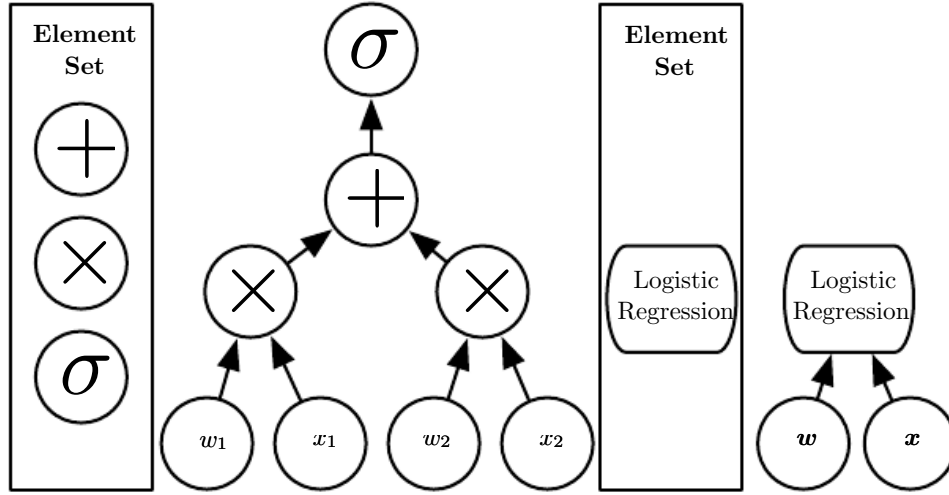 Element
Set
+
×
σ
σ
+
×
×
w₁
x₁
w₂
x₂
Element
Set
Logistic
Regression
Logistic
Regression
w
x